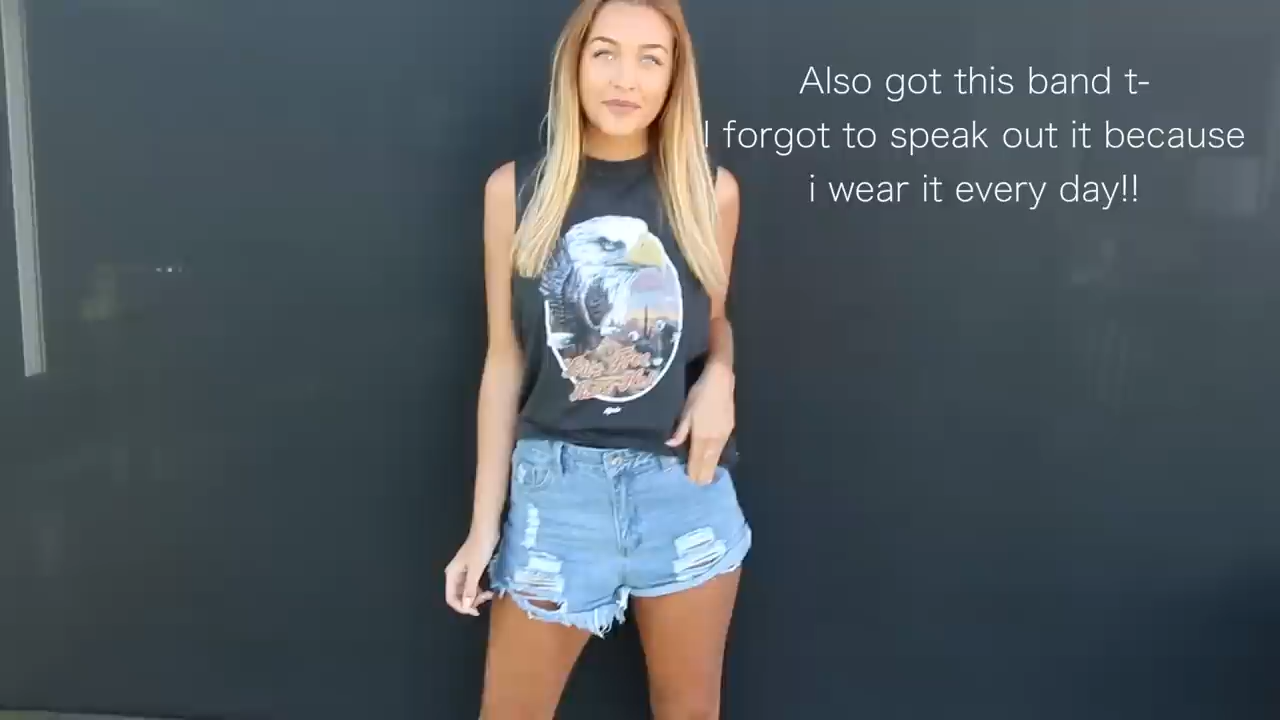 Also got this band t-
I forgot to speak out it because
i wear it every day!!